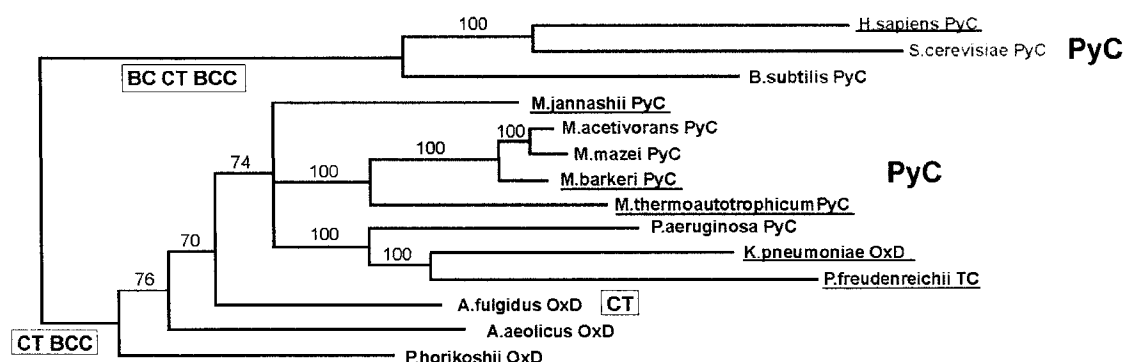 100
H.sapiens PyC
S.cerevisiae PyC
PyC
BC CT BCC
B.subtilis PyC
M.jannashii PyC
100
M.acetivorans PyC
100
M.mazei PyC
74
100
M.barkeri PyC
PyC
M.thermoautotrophicum PyC
100
P.aeruginosa PyC
70
100
K.pneumoniae OxD
76
P.freudenreichii TC
A.fulgidus OxD CT
A.aeolicus OxD
CT BCC
P.horikoshii OxD